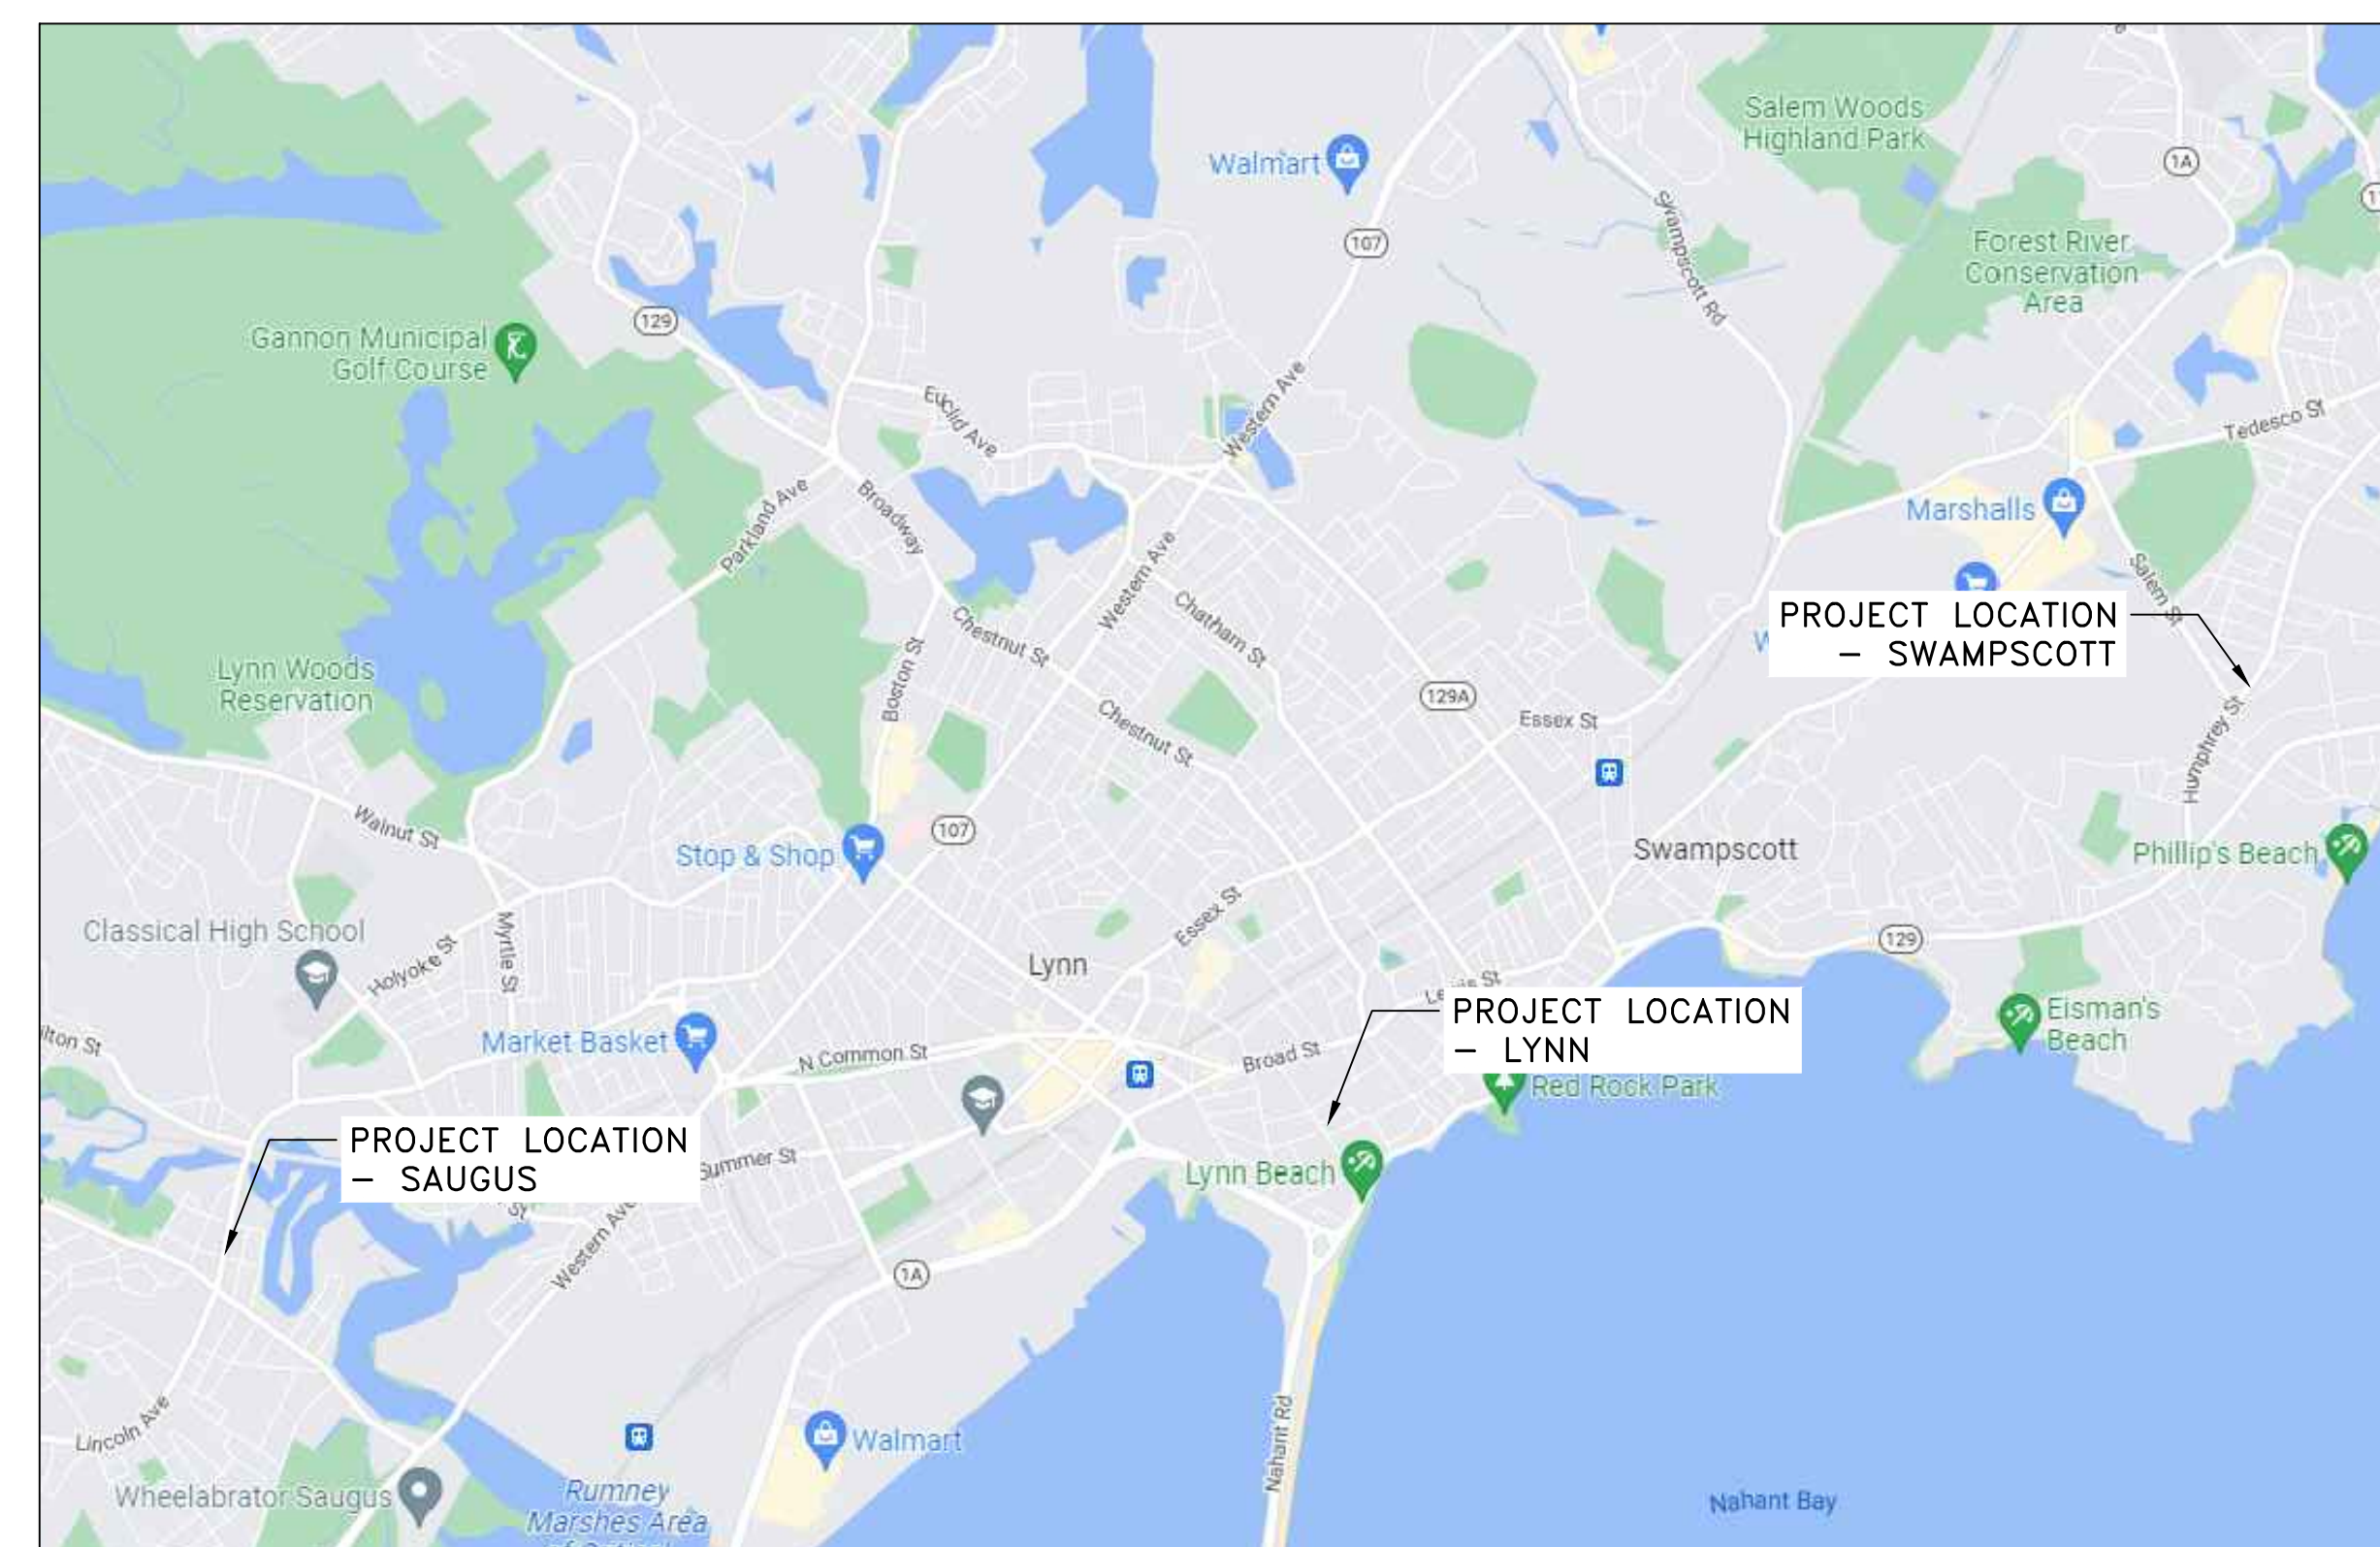 Salem Woods
Highland Park
Walmart
1A
107
Swampscott Rd
Forest River
Conservation
Area
129
Gannon Municipal
Golf Course
Euclid Ave
Western Ave
Tedesco St
Parkland Ave
Broadway
Marshalls
Western Ave
Salem St
Chatham St
Chestnut St
PROJECT LOCATION
– SWAMPSCOTT
Boston St
Lynn Woods
Reservation
129A
Essex St
Chestnut St
Humphrey St
Walnut St
107
Stop & Shop
Swampscott
Phillip's Beach
Classical High School
Myrtle St
Holyoke St
Essex St
129
Lynn
PROJECT LOCATION
– LYNN
Eisman's
Beach
Market Basket
N Common St
Broad St
Red Rock Park
PROJECT LOCATION
– SAUGUS
Summer St
Lynn Beach
St
Western Ave
1A
Nahant Rd
Lincoln Ave
Walmart
Wheelabrator Saugus
Rumney
Marshes Area
Nahant Bay